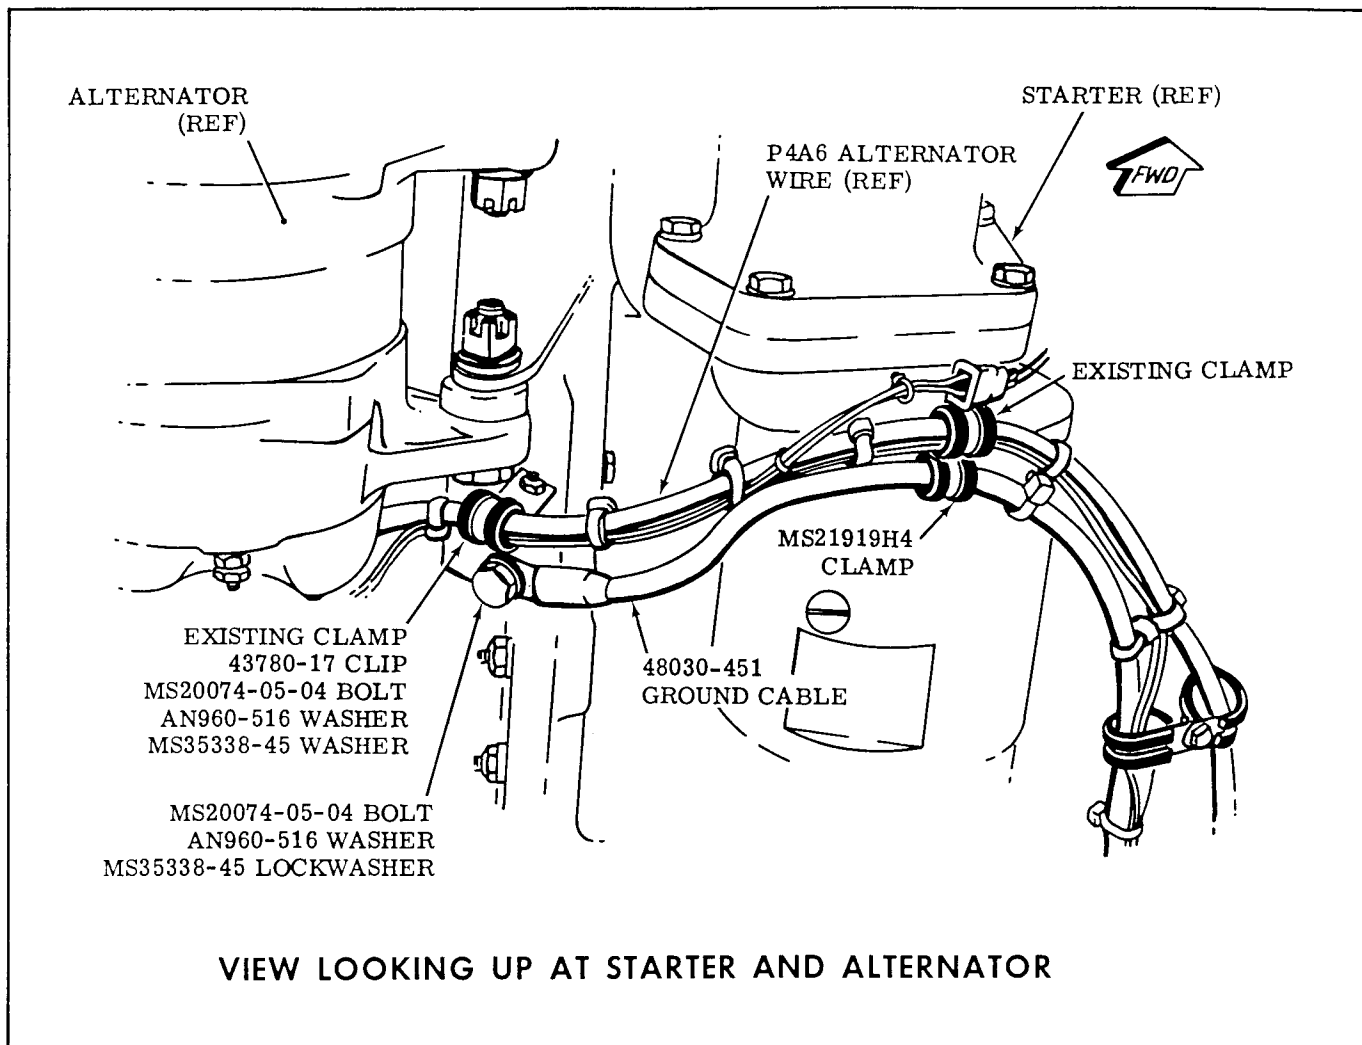 ALTERNATOR
(REF)
STARTER (REF)
P4A6 ALTERNATOR
WIRE (REF)
FWD
EXISTING CLAMP
MS21919H4
CLAMP
EXISTING CLAMP
43780-17 CLIP
MS20074-05-04 BOLT
AN960-516 WASHER
MS35338-45 WASHER
48030-451
GROUND CABLE
MS20074-05-04 BOLT
AN960-516 WASHER
MS35338-45 LOCKWASHER
VIEW LOOKING UP AT STARTER AND ALTERNATOR